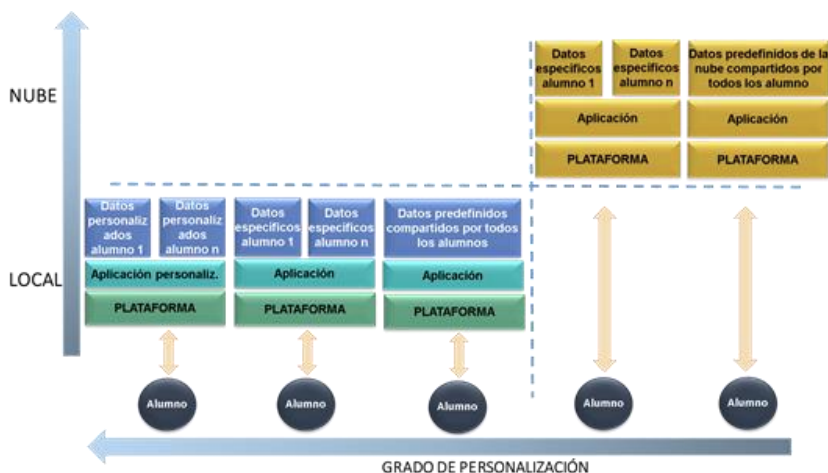 NUBE
Datos
específicos
alumno 1
Datos
específicos
alumno n
Datos predefinidos de la
nube compartidos por
todos los alumno
Aplicación
Aplicación
PLATAFORMA
PLATAFORMA
LOCAL
Datos
personaliz
ados
alumno 1
Datos
personaliz
ados
alumno n
Datos
específicos
alumno 1
Datos
específicos
alumno n
Datos predefinidos
compartidos por todos
los alumnos
Aplicación personaliz.
Aplicación
Aplicación
PLATAFORMA
PLATAFORMA
PLATAFORMA
Alumno
Alumno
Alumno
Alumno
Alumno
GRADO DE PERSONALIZACIÓN